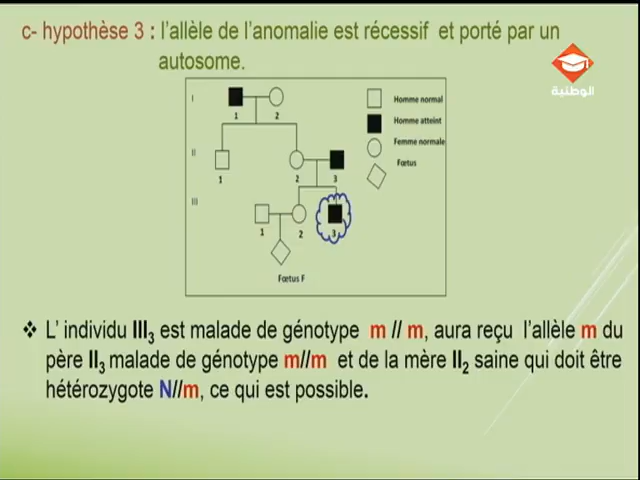 c- hypothèse 3 : l'allèle de l'anomalie est récessif et porté par un
autosome.
الوطنية
I
1 2
Homme normal
Homme atteint
Femme normale
Fœtus
II
1 2 3
III
1 2 3
Fœtus F
❖ L' individu III3 est malade de génotype m // m, aura reçu l'allèle m du
père II3 malade de génotype m//m et de la mère II2 saine qui doit être
hétérozygote N//m, ce qui est possible.